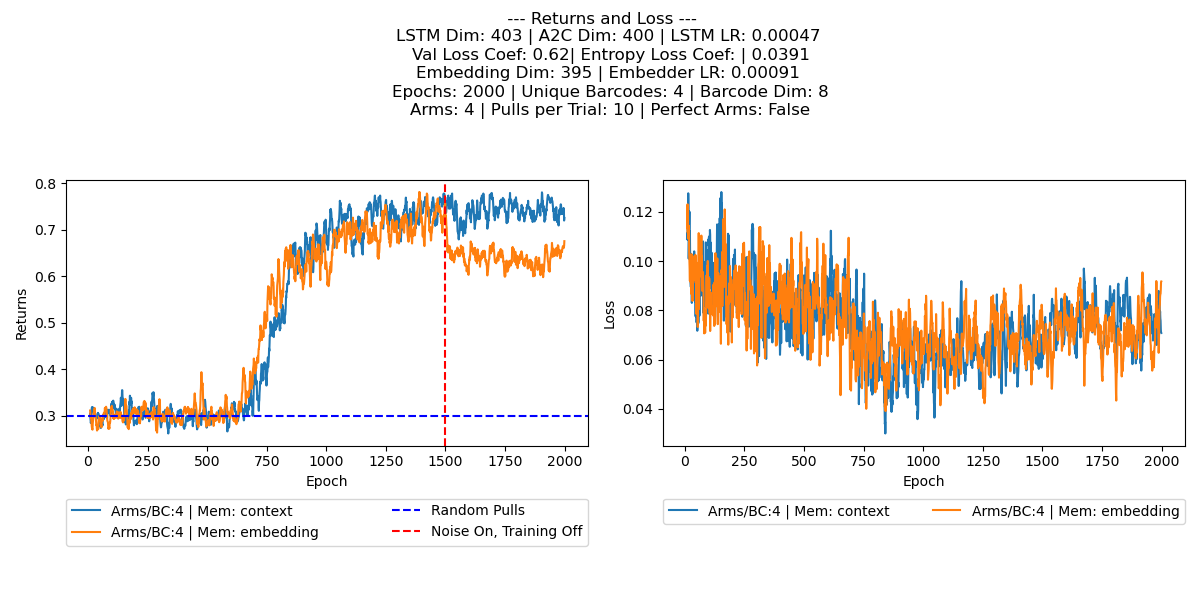 --- Returns and Loss ---
LSTM Dim: 403 | A2C Dim: 400 | LSTM LR: 0.00047
Val Loss Coef: 0.62| Entropy Loss Coef: | 0.0391
Embedding Dim: 395 | Embedder LR: 0.00091
Epochs: 2000 | Unique Barcodes: 4 | Barcode Dim: 8
Arms: 4 | Pulls per Trial: 10 | Perfect Arms: False
Returns
0.8
0.7
0.6
0.5
0.4
0.3
0 250 500 750 1000 1250 1500 1750 2000
Epoch
Arms/BC:4 | Mem: context
Arms/BC:4 | Mem: embedding
Random Pulls
Noise On, Training Off
Loss
0.12
0.10
0.08
0.06
0.04
0 250 500 750 1000 1250 1500 1750 2000
Epoch
Arms/BC:4 | Mem: context
Arms/BC:4 | Mem: embedding